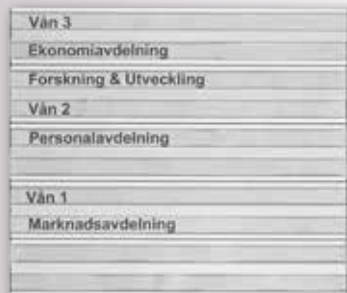 Vån 3
Ekonomiavdelning
Forskning & Utveckling
Vån 2
Personalavdelning
Vån 1
Marknadsavdelning